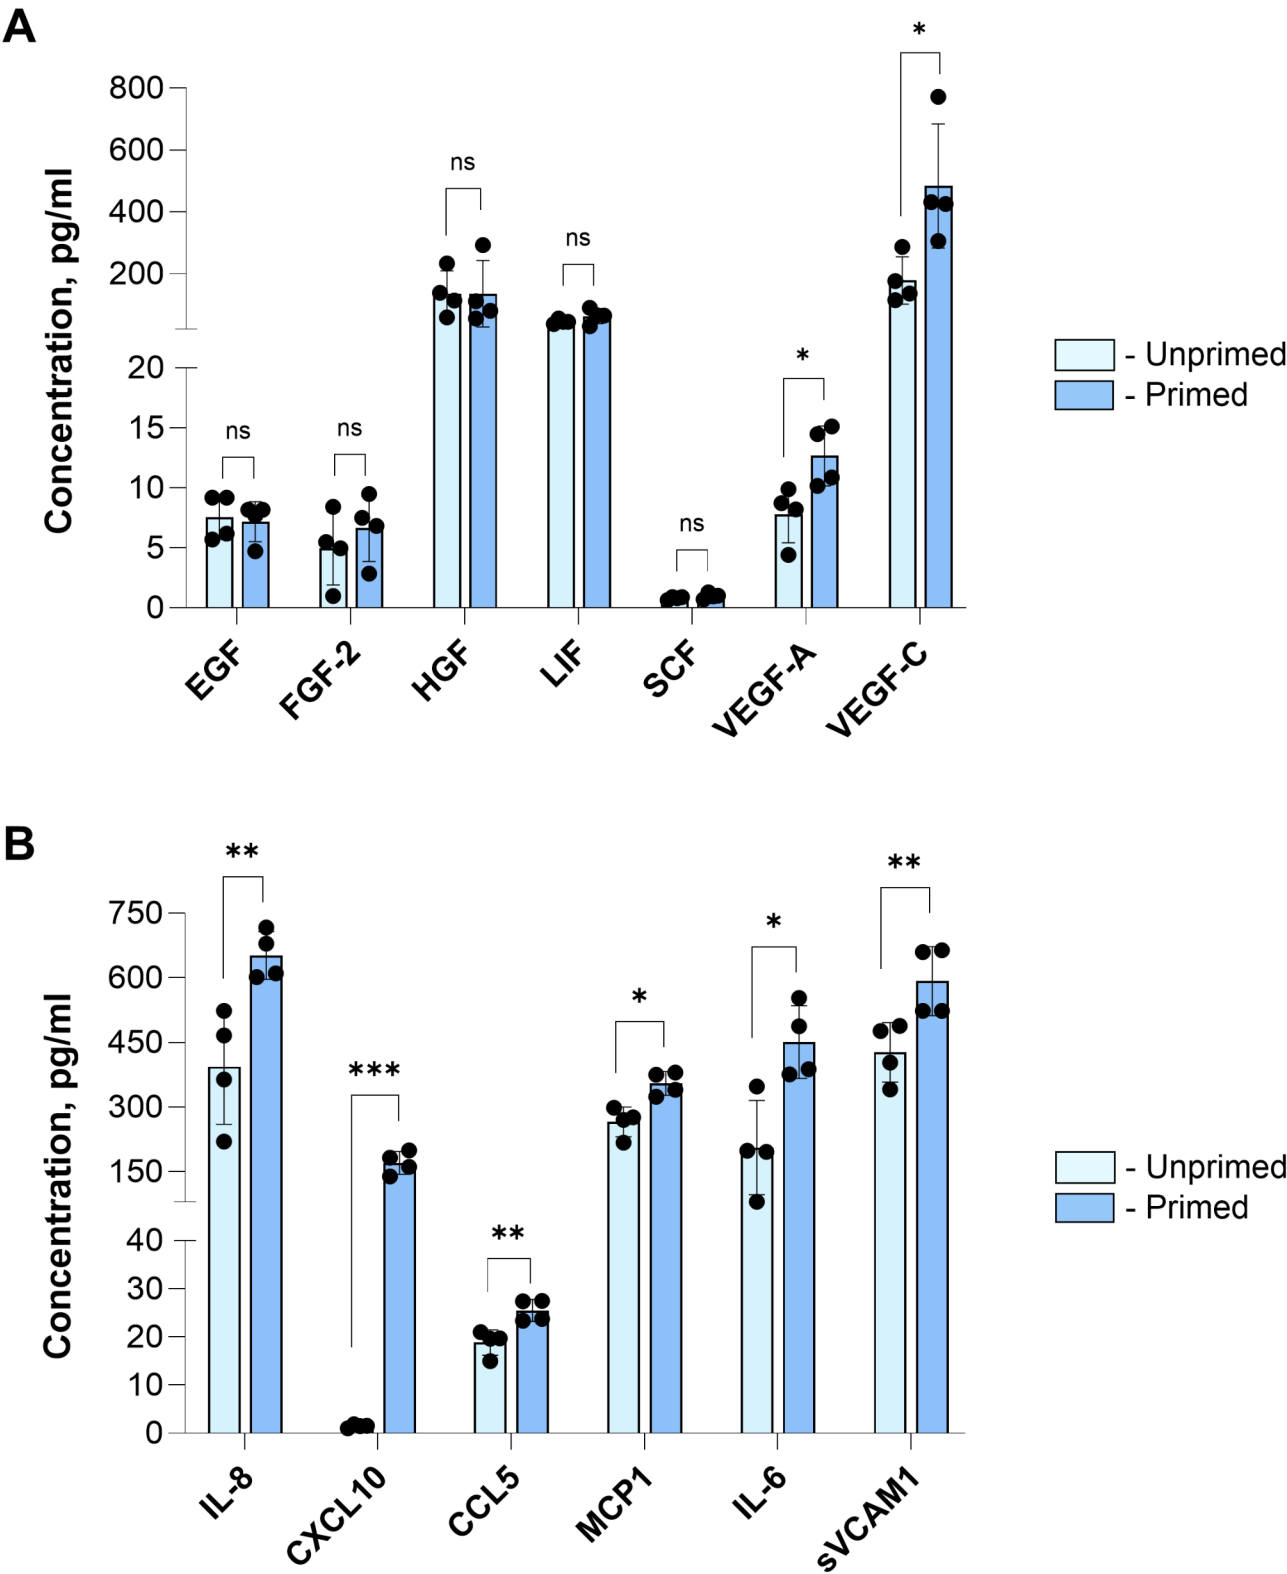 A
Concentration, pg/ml
800
600
400
200
20
15
10
5
0
ns
ns
ns
ns
ns
*
*
EGF
FGF-2
HGF
LIF
SCF
VEGF-A
VEGF-C
- Unprimed
- Primed
B
Concentration, pg/ml
750
600
450
300
150
40
30
20
10
0
**
***
**
*
*
**
IL-8
CXCL10
CCL5
MCP1
IL-6
sVCAM1
- Unprimed
- Primed